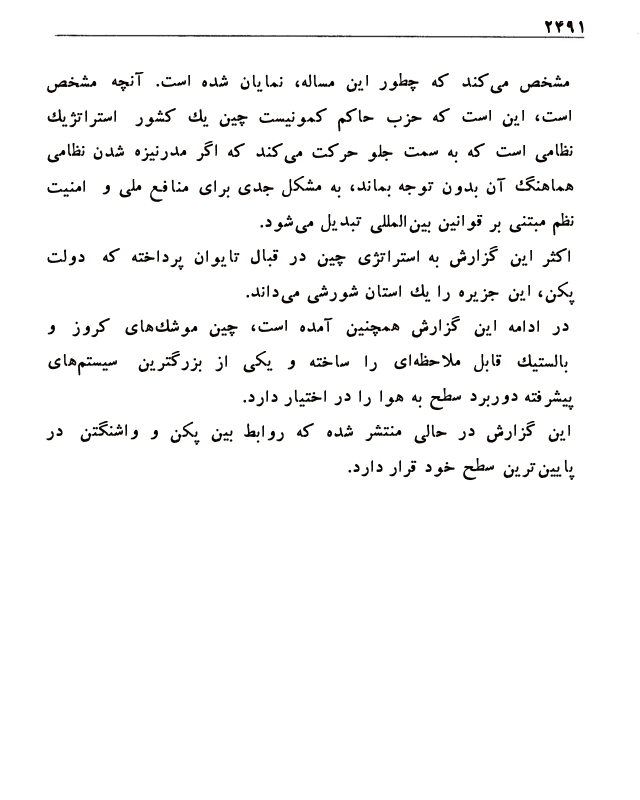 ۲۴۹۱
مشخص می‌کند که چطور این مساله، نمایان شده است. آنچه مشخص
است، این است که حزب حاکم کمونیست چین یك کشور استراتژیك
نظامی است که به سمت جلو حرکت می‌کند که اگر مدرنیزه شدن نظامی
هماهنگ آن بدون توجه بماند، به مشکل جدی برای منافع ملی و امنیت
نظم مبتنی بر قوانین بین‌المللی تبدیل می‌شود.
اکثر این گزارش به استراتژی چین در قبال تایوان پرداخته که دولت
پکن، این جزیره را یك استان شورشی می‌داند.
در ادامه این گزارش همچنین آمده است، چین موشك‌های کروز و
بالستیك قابل ملاحظه‌ای را ساخته و یکی از بزرگترین سیستم‌های
پیشرفته دوربرد سطح به هوا را در اختیار دارد.
این گزارش در حالی منتشر شده که روابط بین پکن و واشنگتن در
پایین‌ترین سطح خود قرار دارد.